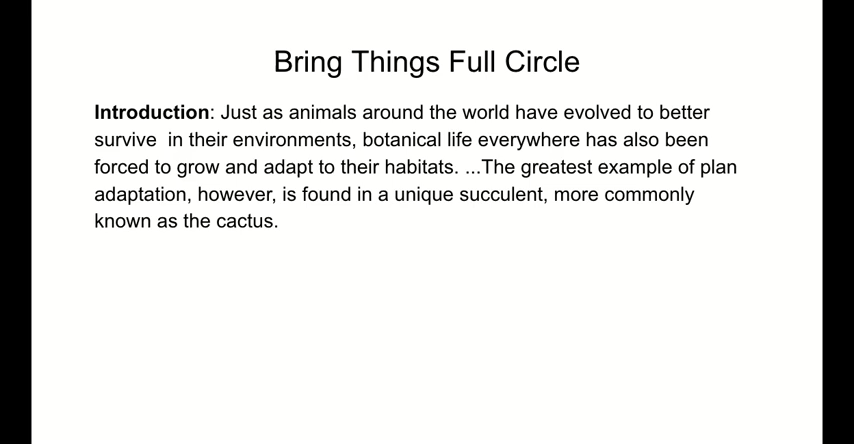 Bring Things Full Circle
Introduction: Just as animals around the world have evolved to better
survive  in their environments, botanical life everywhere has also been
forced to grow and adapt to their habitats. ...The greatest example of plan
adaptation, however, is found in a unique succulent, more commonly
known as the cactus.